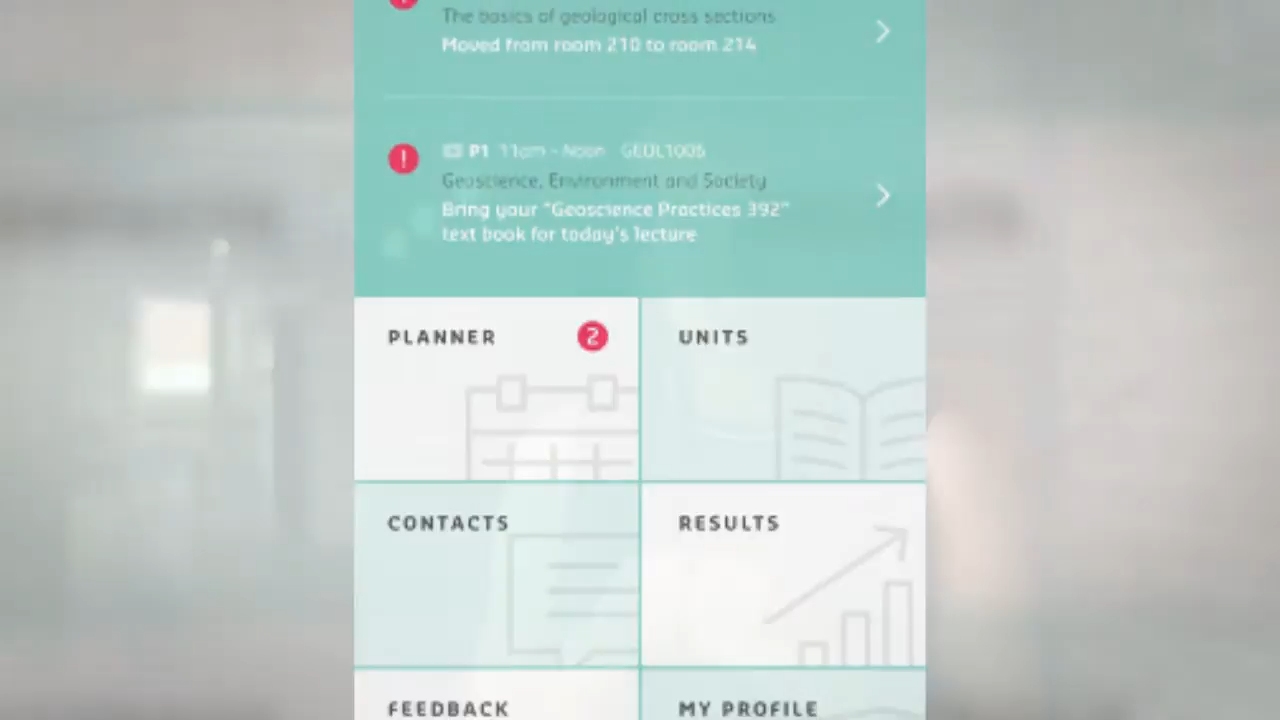 The basics of geological cross sections
Moved from room 210 to room 214
! P1 11am - Noon GEOL1006
Geoscience, Environment and Society
Bring your "Geoscience Practices 392"
text book for today's lecture
PLANNER 2 UNITS
CONTACTS RESULTS
FEEDBACK MY PROFILE